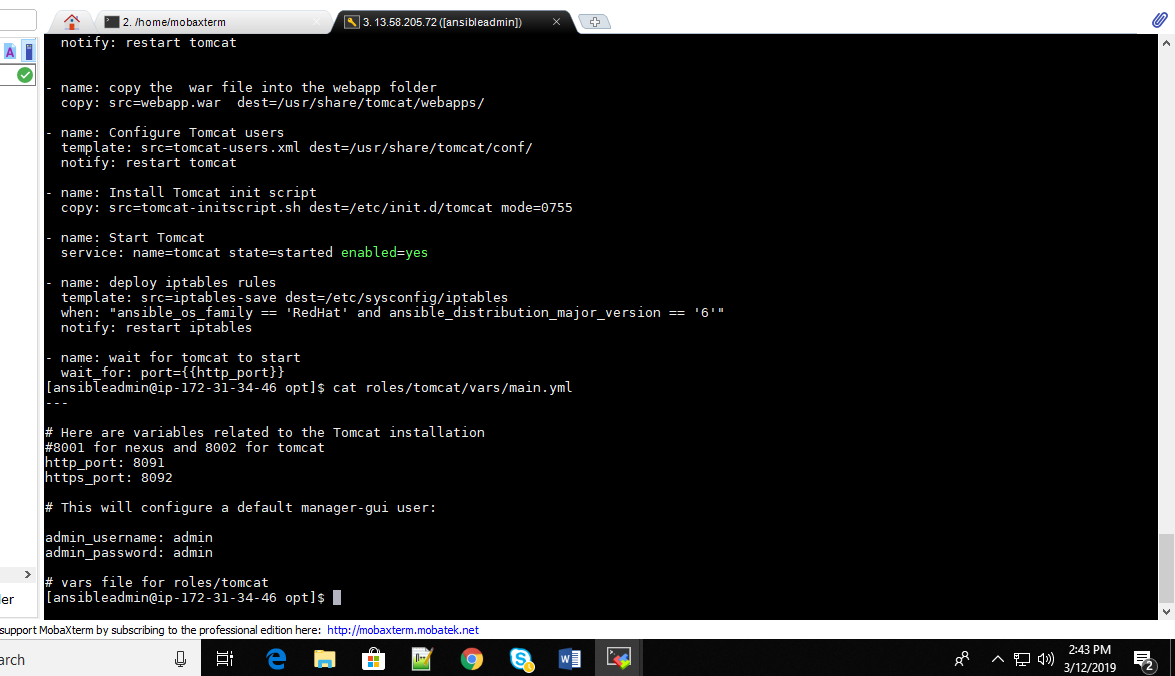 2. /home/mobaxterm
3. 13.58.205.72 ([ansibleadmin])
A
notify: restart tomcat
- name: copy the  war file into the webapp folder
copy: src=webapp.war  dest=/usr/share/tomcat/webapps/
- name: Configure Tomcat users
template: src=tomcat-users.xml dest=/usr/share/tomcat/conf/
notify: restart tomcat
- name: Install Tomcat init script
copy: src=tomcat-initscript.sh dest=/etc/init.d/tomcat mode=0755
- name: Start Tomcat
service: name=tomcat state=started enabled=yes
- name: deploy iptables rules
template: src=iptables-save dest=/etc/sysconfig/iptables
when: "ansible_os_family == 'RedHat' and ansible_distribution_major_version == '6'"
notify: restart iptables
- name: wait for tomcat to start
wait_for: port={{http_port}}
[ansibleadmin@ip-172-31-34-46 opt]$ cat roles/tomcat/vars/main.yml
---
# Here are variables related to the Tomcat installation
#8001 for nexus and 8002 for tomcat
http_port: 8091
https_port: 8092
# This will configure a default manager-gui user:
admin_username: admin
admin_password: admin
# vars file for roles/tomcat
[ansibleadmin@ip-172-31-34-46 opt]$
ler
support MobaXterm by subscribing to the professional edition here: http://mobaxterm.mobatek.net
arch
2:43 PM
3/12/2019
2